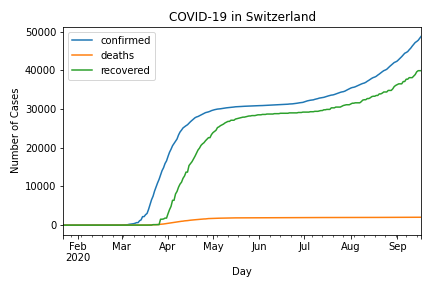 COVID-19 in Switzerland
confirmed
deaths
recovered
Number of Cases
50000
40000
30000
20000
10000
0
Feb Mar Apr May Jun Jul Aug Sep
2020
Day